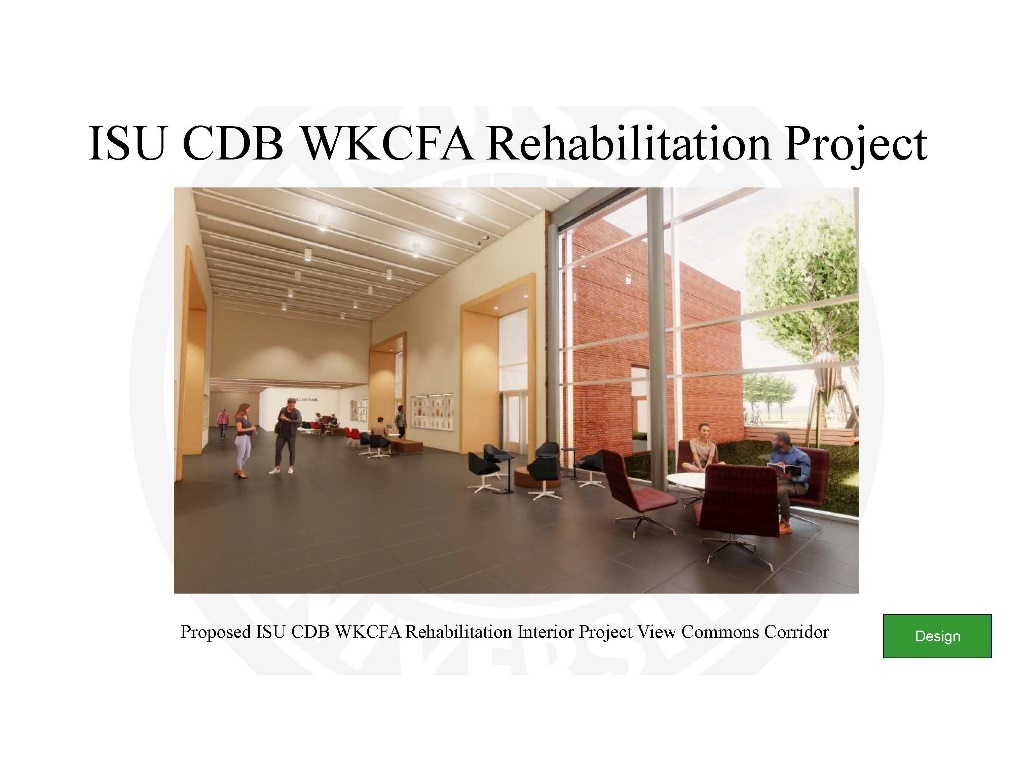 ISU CDB WKCFA Rehabilitation Project
Proposed ISU CDB WKCFA Rehabilitation Interior Project View Commons Corridor
Design